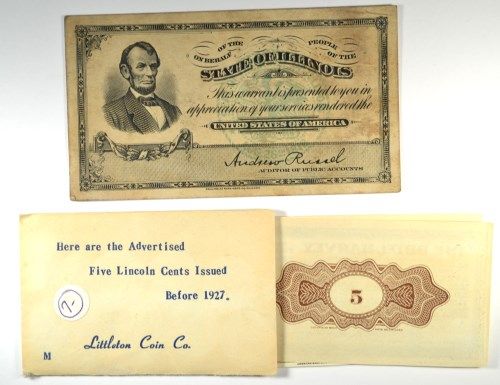 OF THE PEOPLE
ON BEHALF OF THE
STATE OF ILLINOIS
This warrant is presented to you in
appreciation of your services rendered the
UNITED STATES OF AMERICA
Andrew Russel
AUDITOR OF PUBLIC ACCOUNTS
Here are the Advertised
Five Lincoln Cents Issued
Before 1927.
Littleton Coin Co.
M
5